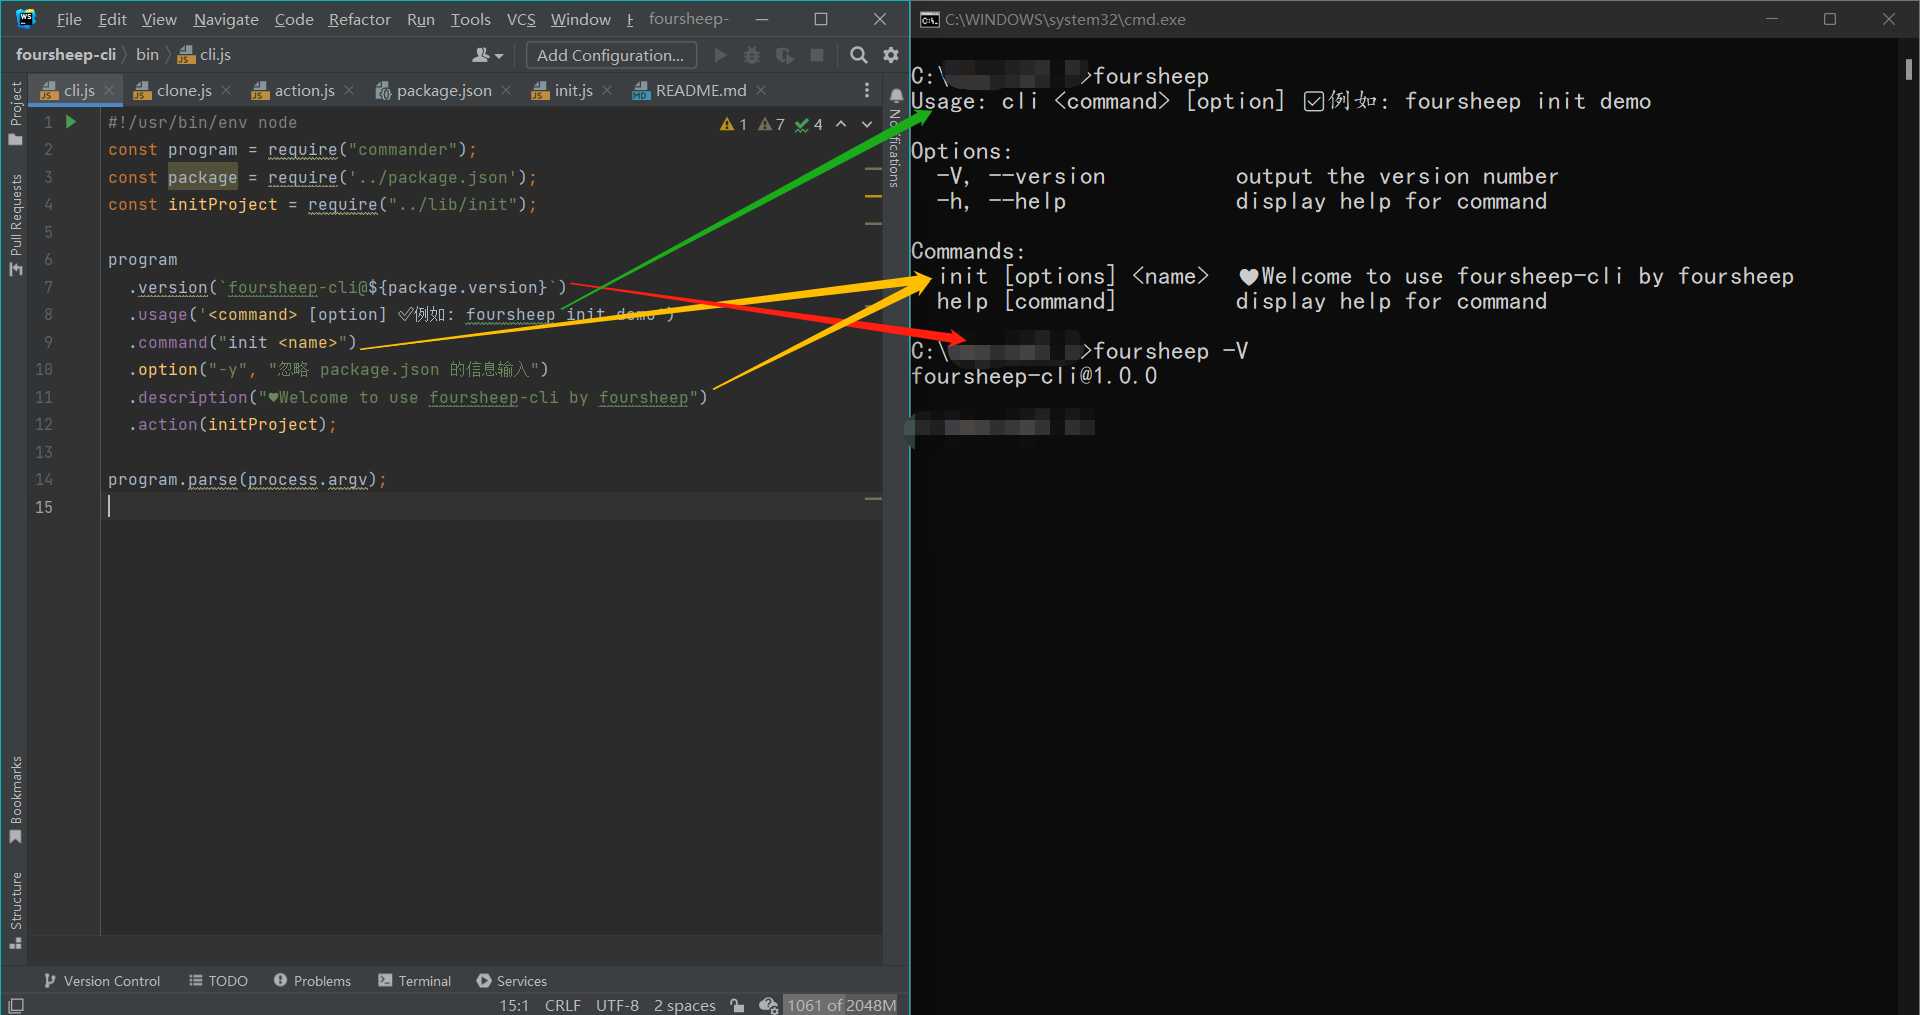 File Edit View Navigate Code Refactor Run Tools VCS Window foursheep-
foursheep-cli bin cli.js Add Configuration...
cli.js clone.js action.js package.json init.js README.md
Project
Pull Requests
Bookmarks
Structure
Notifications
1 7 4
1 #!/usr/bin/env node
2 const program = require("commander");
3 const package = require('../package.json');
4 const initProject = require("../lib/init");
5
6 program
7 .version(`foursheep-cli@${package.version}`)
8 .usage('<command> [option] ✅例如: foursheep init demo')
9 .command("init <name>")
10 .option("-y", "忽略 package.json 的信息输入")
11 .description("♥Welcome to use foursheep-cli by foursheep")
12 .action(initProject);
13
14 program.parse(process.argv);
15
Version Control TODO Problems Terminal Services
15:1 CRLF UTF-8 2 spaces 1061 of 2048M
C:\WINDOWS\system32\cmd.exe
C:\ >foursheep
Usage: cli <command> [option] ☑例如: foursheep init demo
Options:
-V, --version output the version number
-h, --help display help for command
Commands:
init [options] <name> ♥Welcome to use foursheep-cli by foursheep
help [command] display help for command
C:\ >foursheep -V
foursheep-cli@1.0.0